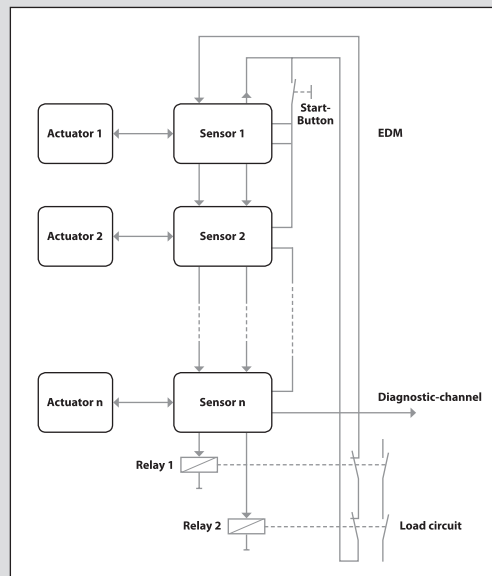 Start-
Button
Actuator 1
Sensor 1
EDM
Actuator 2
Sensor 2
Actuator n
Sensor n
Diagnostic-channel
Relay 1
Relay 2
Load circuit